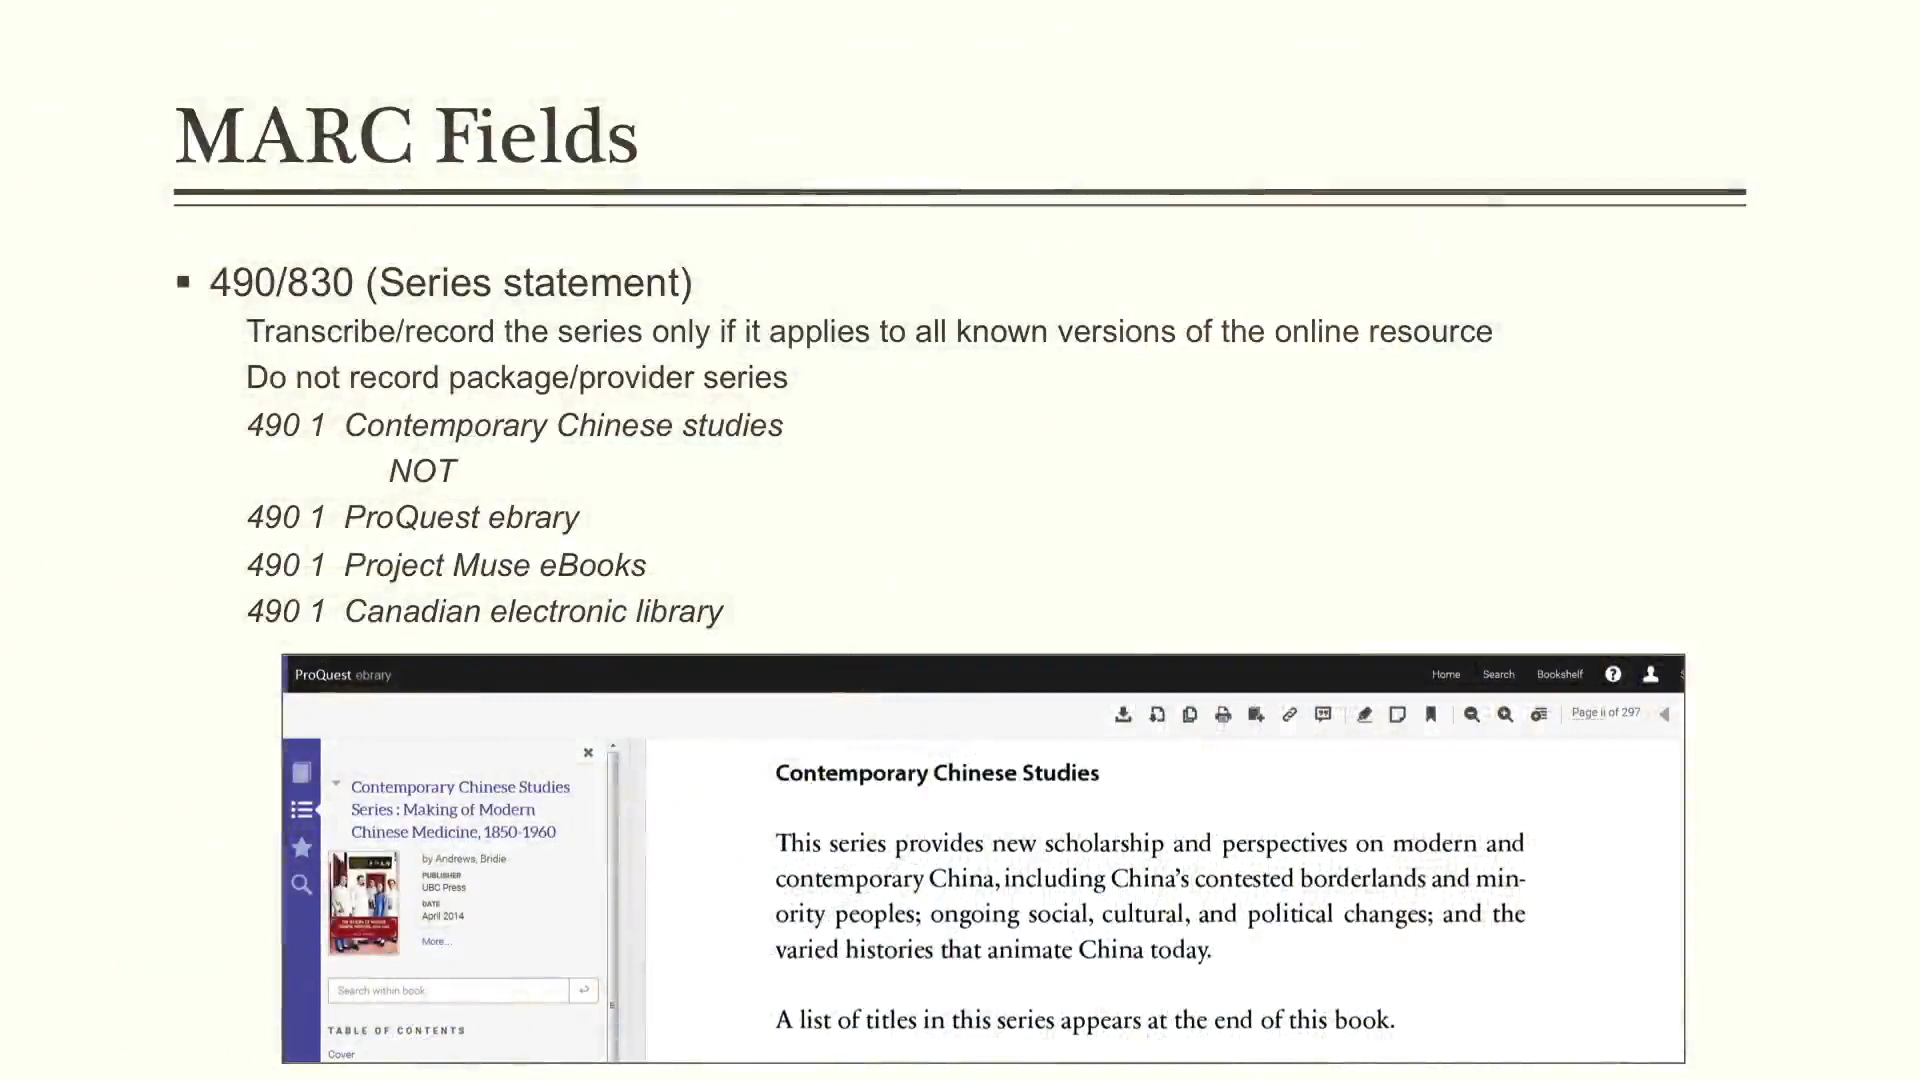 MARC Fields
▪ 490/830 (Series statement)
Transcribe/record the series only if it applies to all known versions of the online resource
Do not record package/provider series
490 1 Contemporary Chinese studies
NOT
490 1 ProQuest ebrary
490 1 Project Muse eBooks
490 1 Canadian electronic library
ProQuest ebrary
Home Search Bookshelf
Page ii of 297
Contemporary Chinese Studies
Series : Making of Modern
Chinese Medicine, 1850-1960
by Andrews, Bridie
PUBLISHER
UBC Press
DATE
April 2014
More...
Search within book
TABLE OF CONTENTS
Cover
Contemporary Chinese Studies
This series provides new scholarship and perspectives on modern and
contemporary China, including China's contested borderlands and min-
ority peoples; ongoing social, cultural, and political changes; and the
varied histories that animate China today.
A list of titles in this series appears at the end of this book.